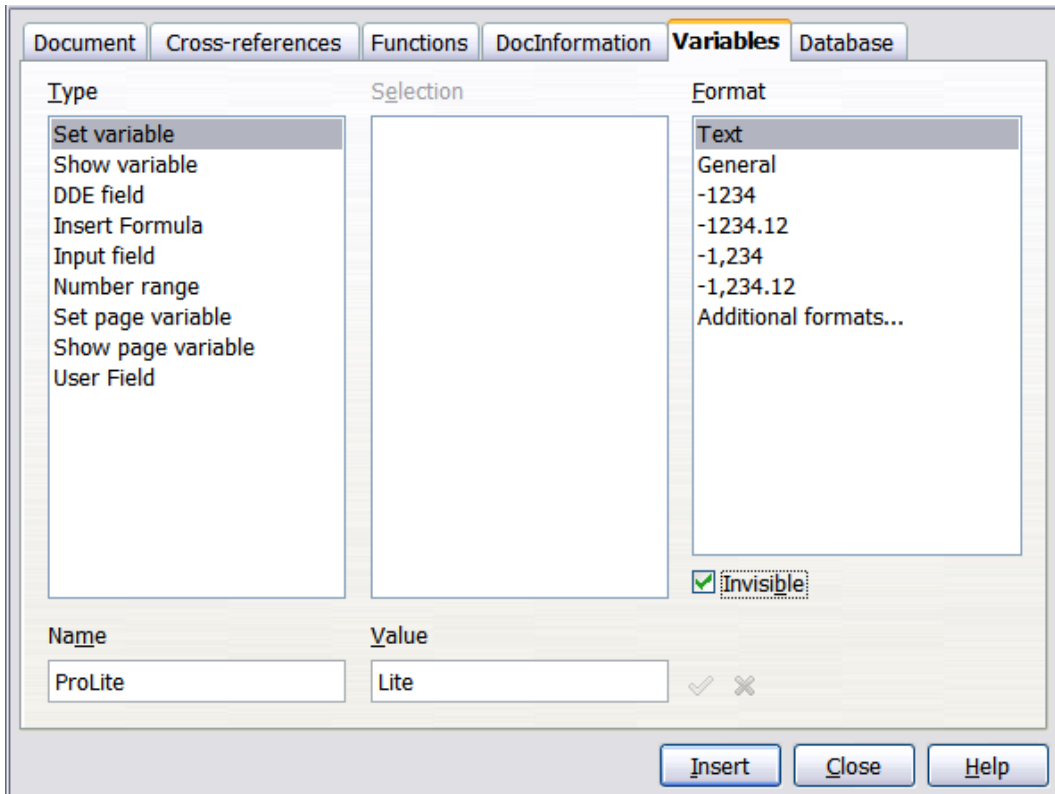 Document Cross-references Functions DocInformation Variables Database
Type Selection Format
Set variable
Show variable
DDE field
Insert Formula
Input field
Number range
Set page variable
Show page variable
User Field
Text
General
-1234
-1234.12
-1,234
-1,234.12
Additional formats...
Invisible
Name Value
ProLite Lite
Insert Close Help